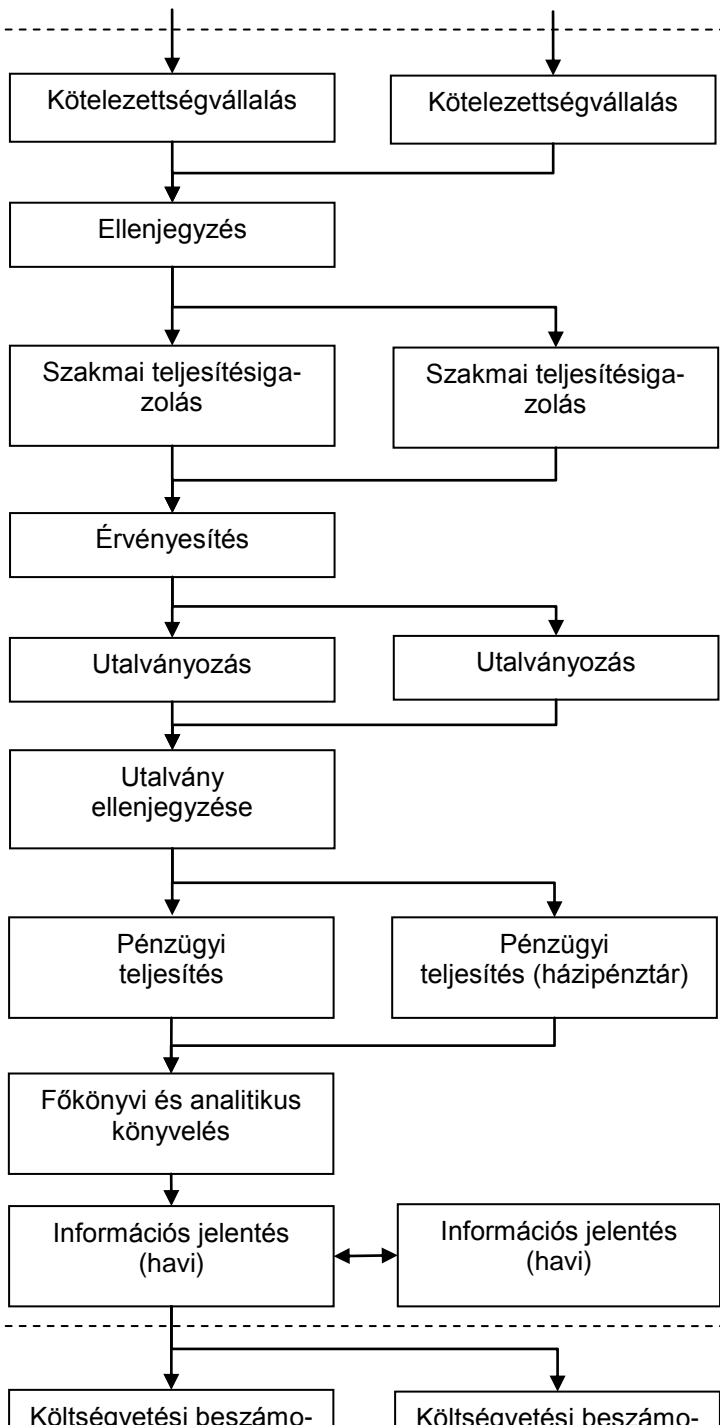 Kötelezettségvállalás
Kötelezettségvállalás
Ellenjegyzés
Szakmai teljesítésiga-
zolás
Szakmai teljesítésiga-
zolás
Érvényesítés
Utalványozás
Utalványozás
Utalvány
ellenjegyzése
Pénzügyi
teljesítés
Pénzügyi
teljesítés (házipénztár)
Főkönyvi és analitikus
könyvelés
Információs jelentés
(havi)
Információs jelentés
(havi)
Költségvetési beszámo-
Költségvetési beszámo-